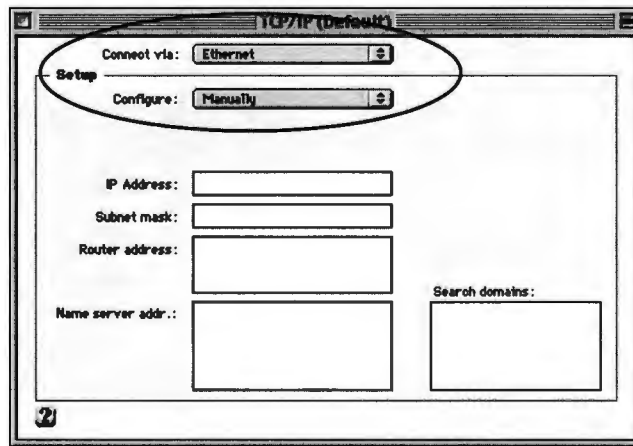 TCP/IP (Default)
Connect via: Ethernet
Setup
Configure: Manually
IP Address:
Subnet mask:
Router address:
Search domains:
Name server addr.:
?